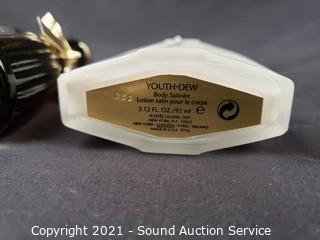 YOUTH-DEW
Body Satinée
Lotion satin pour le corps
3.12 FL. OZ./92 ml e
© ESTÉE LAUDER, DIST.
NEW YORK, N.Y. 10022
NEW YORK • LONDON • PARIS • MILANO
MADE IN U.S.A.
Copyright 2021 - Sound Auction Service